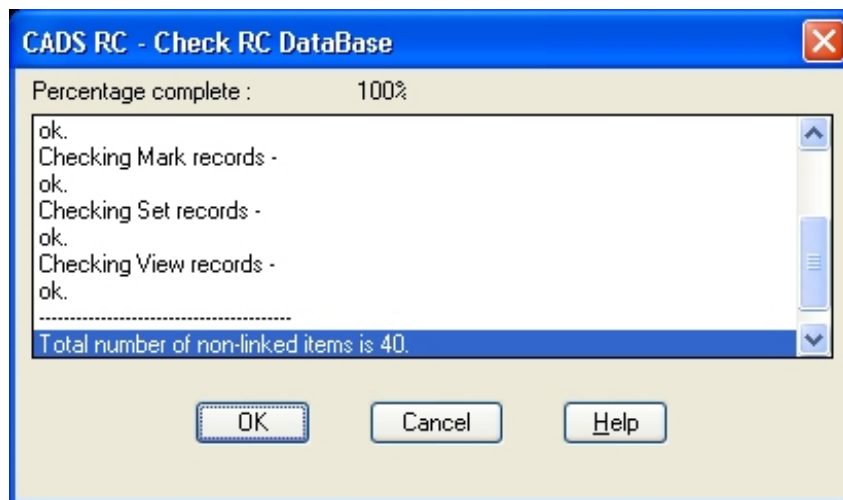 CADS RC - Check RC DataBase
Percentage complete : 100%
ok.
Checking Mark records -
ok.
Checking Set records -
ok.
Checking View records -
ok.
----------------------------------------
Total number of non-linked items is 40.
OK Cancel Help